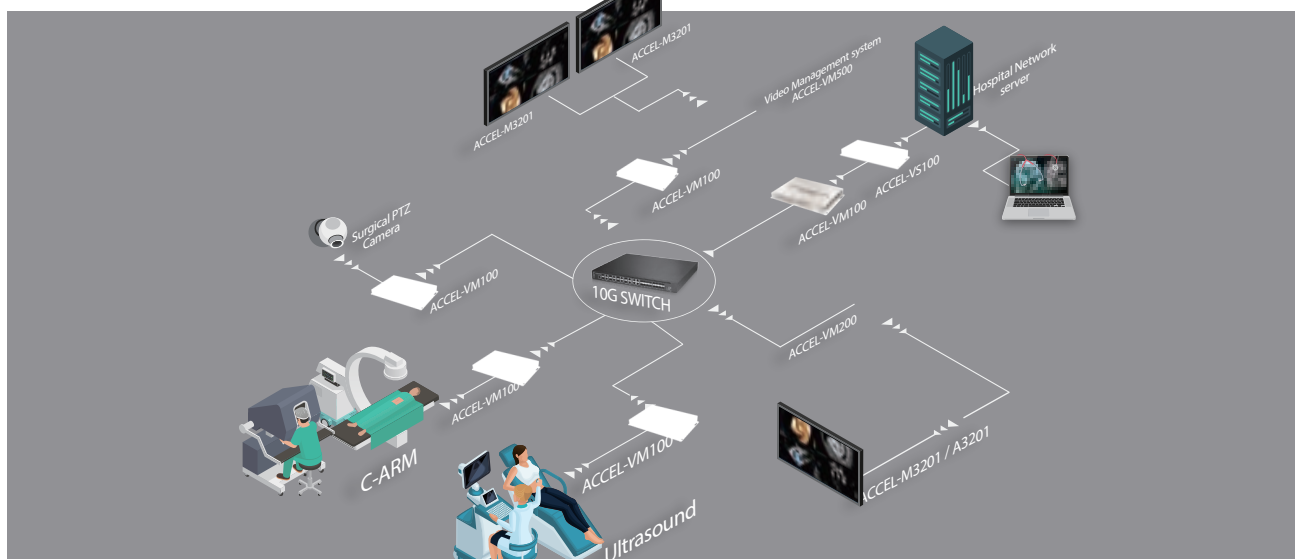 ACCEL-M3201
ACCEL-M3201
Video Management system
ACCEL-VM500
Hospital Network
server
ACCEL-VM100
ACCEL-VS100
ACCEL-VM100
Surgical PTZ
Camera
ACCEL-VM100
10G SWITCH
ACCEL-VM200
ACCEL-VM100
C-ARM
ACCEL-VM100
Ultrasound
ACCEL-M3201 / A3201